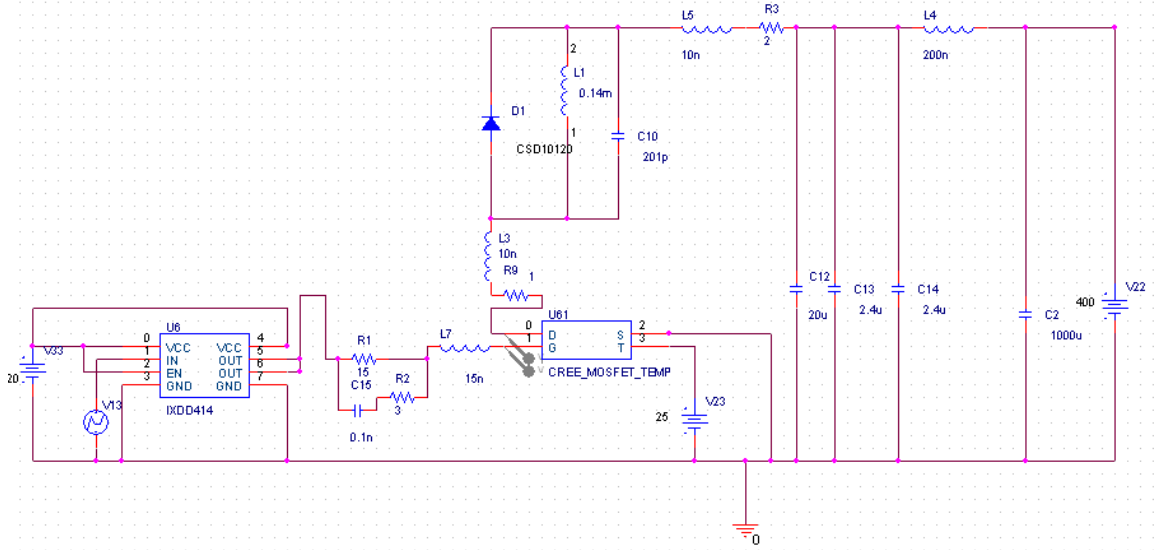 L5
10n
R3
2
L4
200n
2
L1
0.14m
1
D1
CSD10120
C10
201p
L3
10n
R9
1
C12
20u
C13
2.4u
C14
2.4u
C2
1000u
400
V22
V33
20
V13
U6
0
1
2
3
VCC
IN
EN
GND
VCC
OUT
OUT
GND
4
5
6
7
IXDD414
R1
15
C15
0.1n
R2
3
L7
15n
U61
0
1
D
G
S
T
2
3
CREE_MOSFET_TEMP
V
V
25
V23
0